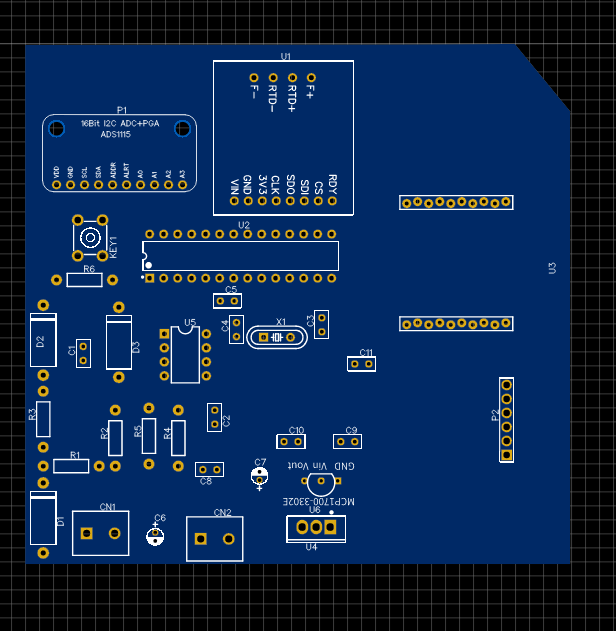 U1
F-
RTD-
RTD+
F+
P1
16Bit I2C ADC+PGA
ADS1115
VDD
GND
SCL
SDA
ADDR
ALRT
A0
A1
A2
A3
VIN
GND
3V3
CLK
SDO
SDI
CS
RDY
U2
KEY1
R6
U3
C5
D2
C1
D3
U5
C4
X1
C3
C11
R3
R2
R5
R4
C2
P2
C10
C9
R1
C8
C7
Vout
Vin
GND
MCP1700-3302E
U6
D1
CN1
C6
CN2
U4